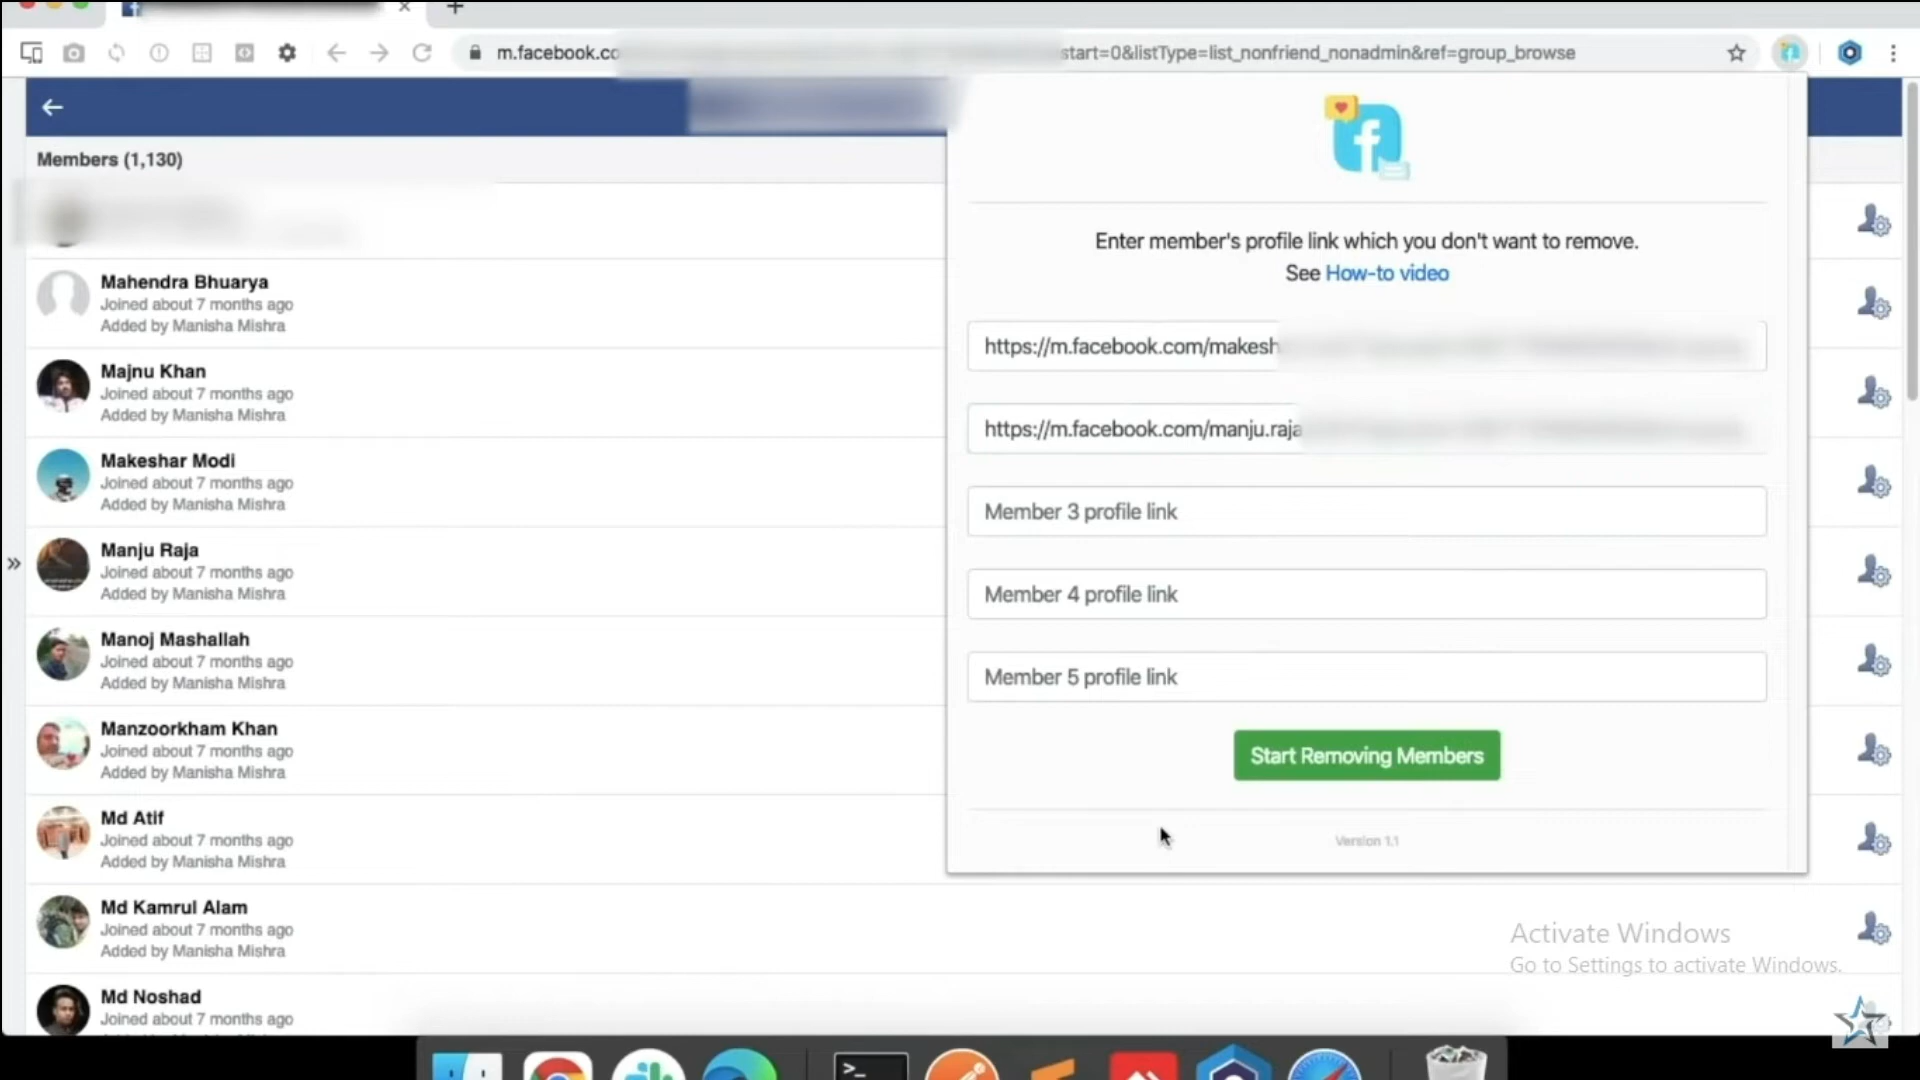 m.facebook.co
start=0&listType=list_nonfriend_nonadmin&ref=group_browse
Members (1,130)
Mahendra Bhuarya
Joined about 7 months ago
Added by Manisha Mishra
Majnu Khan
Joined about 7 months ago
Added by Manisha Mishra
Makeshar Modi
Joined about 7 months ago
Added by Manisha Mishra
Manju Raja
Joined about 7 months ago
Added by Manisha Mishra
Manoj Mashallah
Joined about 7 months ago
Added by Manisha Mishra
Manzoorkham Khan
Joined about 7 months ago
Added by Manisha Mishra
Md Atif
Joined about 7 months ago
Added by Manisha Mishra
Md Kamrul Alam
Joined about 7 months ago
Added by Manisha Mishra
Md Noshad
Joined about 7 months ago
Enter member's profile link which you don't want to remove.
See How-to video
https://m.facebook.com/makesh
https://m.facebook.com/manju.raja
Member 3 profile link
Member 4 profile link
Member 5 profile link
Start Removing Members
Version 1.1
Activate Windows
Go to Settings to activate Windows.